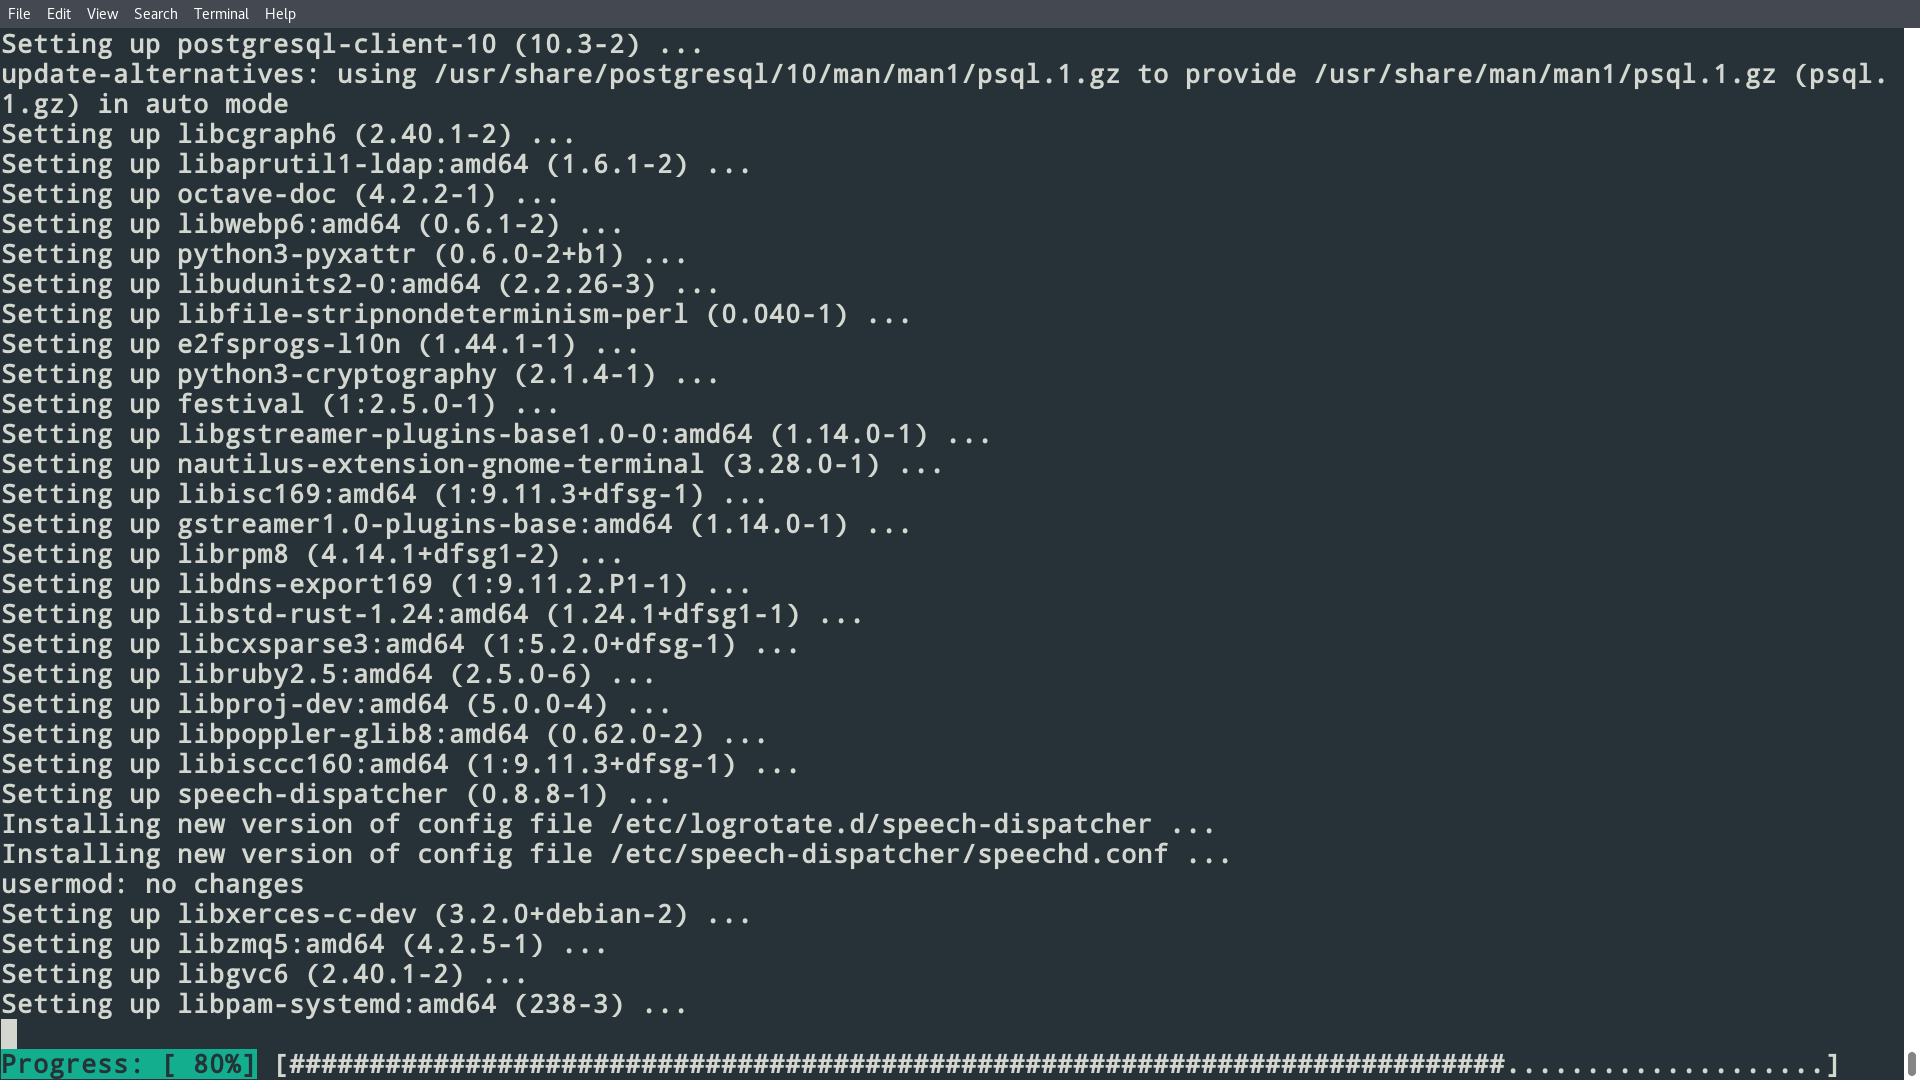 File Edit View Search Terminal Help
Setting up postgresql-client-10 (10.3-2) ...
update-alternatives: using /usr/share/postgresql/10/man/man1/psql.1.gz to provide /usr/share/man/man1/psql.1.gz (psql.
1.gz) in auto mode
Setting up libcgraph6 (2.40.1-2) ...
Setting up libaprutil1-ldap:amd64 (1.6.1-2) ...
Setting up octave-doc (4.2.2-1) ...
Setting up libwebp6:amd64 (0.6.1-2) ...
Setting up python3-pyxattr (0.6.0-2+b1) ...
Setting up libudunits2-0:amd64 (2.2.26-3) ...
Setting up libfile-stripnondeterminism-perl (0.040-1) ...
Setting up e2fsprogs-l10n (1.44.1-1) ...
Setting up python3-cryptography (2.1.4-1) ...
Setting up festival (1:2.5.0-1) ...
Setting up libgstreamer-plugins-base1.0-0:amd64 (1.14.0-1) ...
Setting up nautilus-extension-gnome-terminal (3.28.0-1) ...
Setting up libisc169:amd64 (1:9.11.3+dfsg-1) ...
Setting up gstreamer1.0-plugins-base:amd64 (1.14.0-1) ...
Setting up librpm8 (4.14.1+dfsg1-2) ...
Setting up libdns-export169 (1:9.11.2.P1-1) ...
Setting up libstd-rust-1.24:amd64 (1.24.1+dfsg1-1) ...
Setting up libcxsparse3:amd64 (1:5.2.0+dfsg-1) ...
Setting up libruby2.5:amd64 (2.5.0-6) ...
Setting up libproj-dev:amd64 (5.0.0-4) ...
Setting up libpoppler-glib8:amd64 (0.62.0-2) ...
Setting up libisccc160:amd64 (1:9.11.3+dfsg-1) ...
Setting up speech-dispatcher (0.8.8-1) ...
Installing new version of config file /etc/logrotate.d/speech-dispatcher ...
Installing new version of config file /etc/speech-dispatcher/speechd.conf ...
usermod: no changes
Setting up libxerces-c-dev (3.2.0+debian-2) ...
Setting up libzmq5:amd64 (4.2.5-1) ...
Setting up libgvc6 (2.40.1-2) ...
Setting up libpam-systemd:amd64 (238-3) ...
Progress: [ 80%] [############################################################################....................]